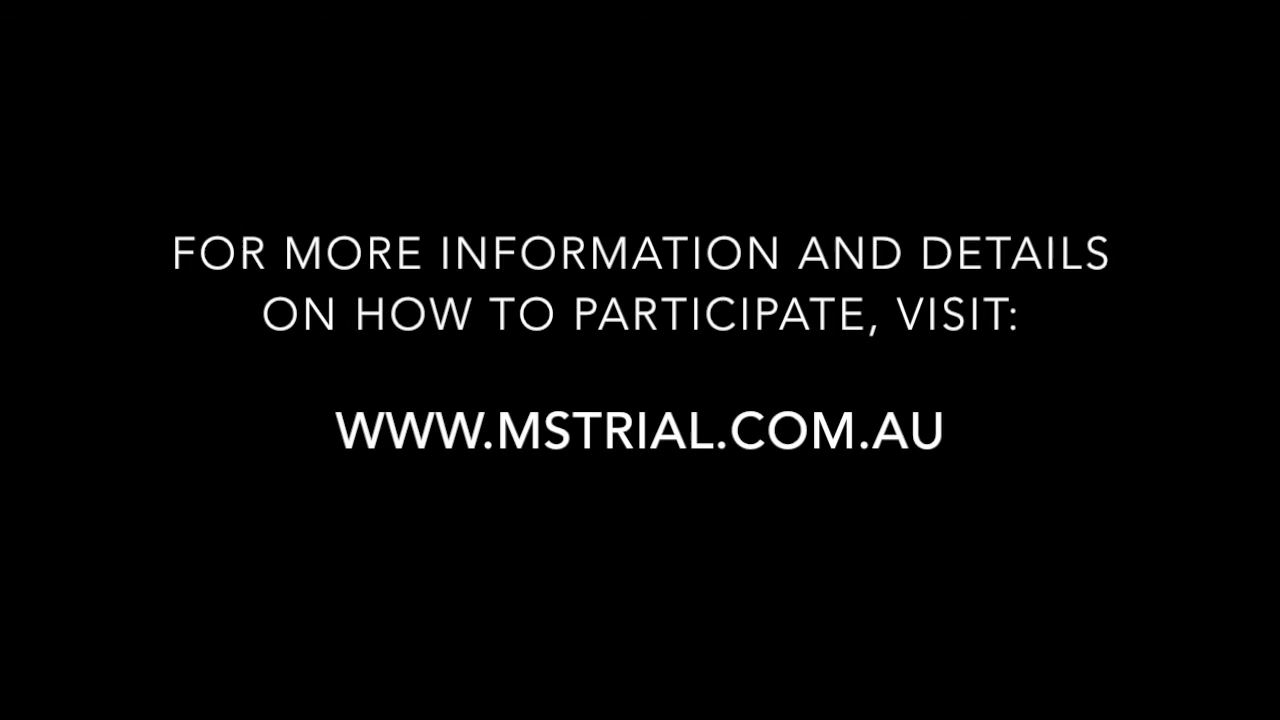 FOR MORE INFORMATION AND DETAILS
ON HOW TO PARTICIPATE, VISIT:
WWW.MSTRIAL.COM.AU